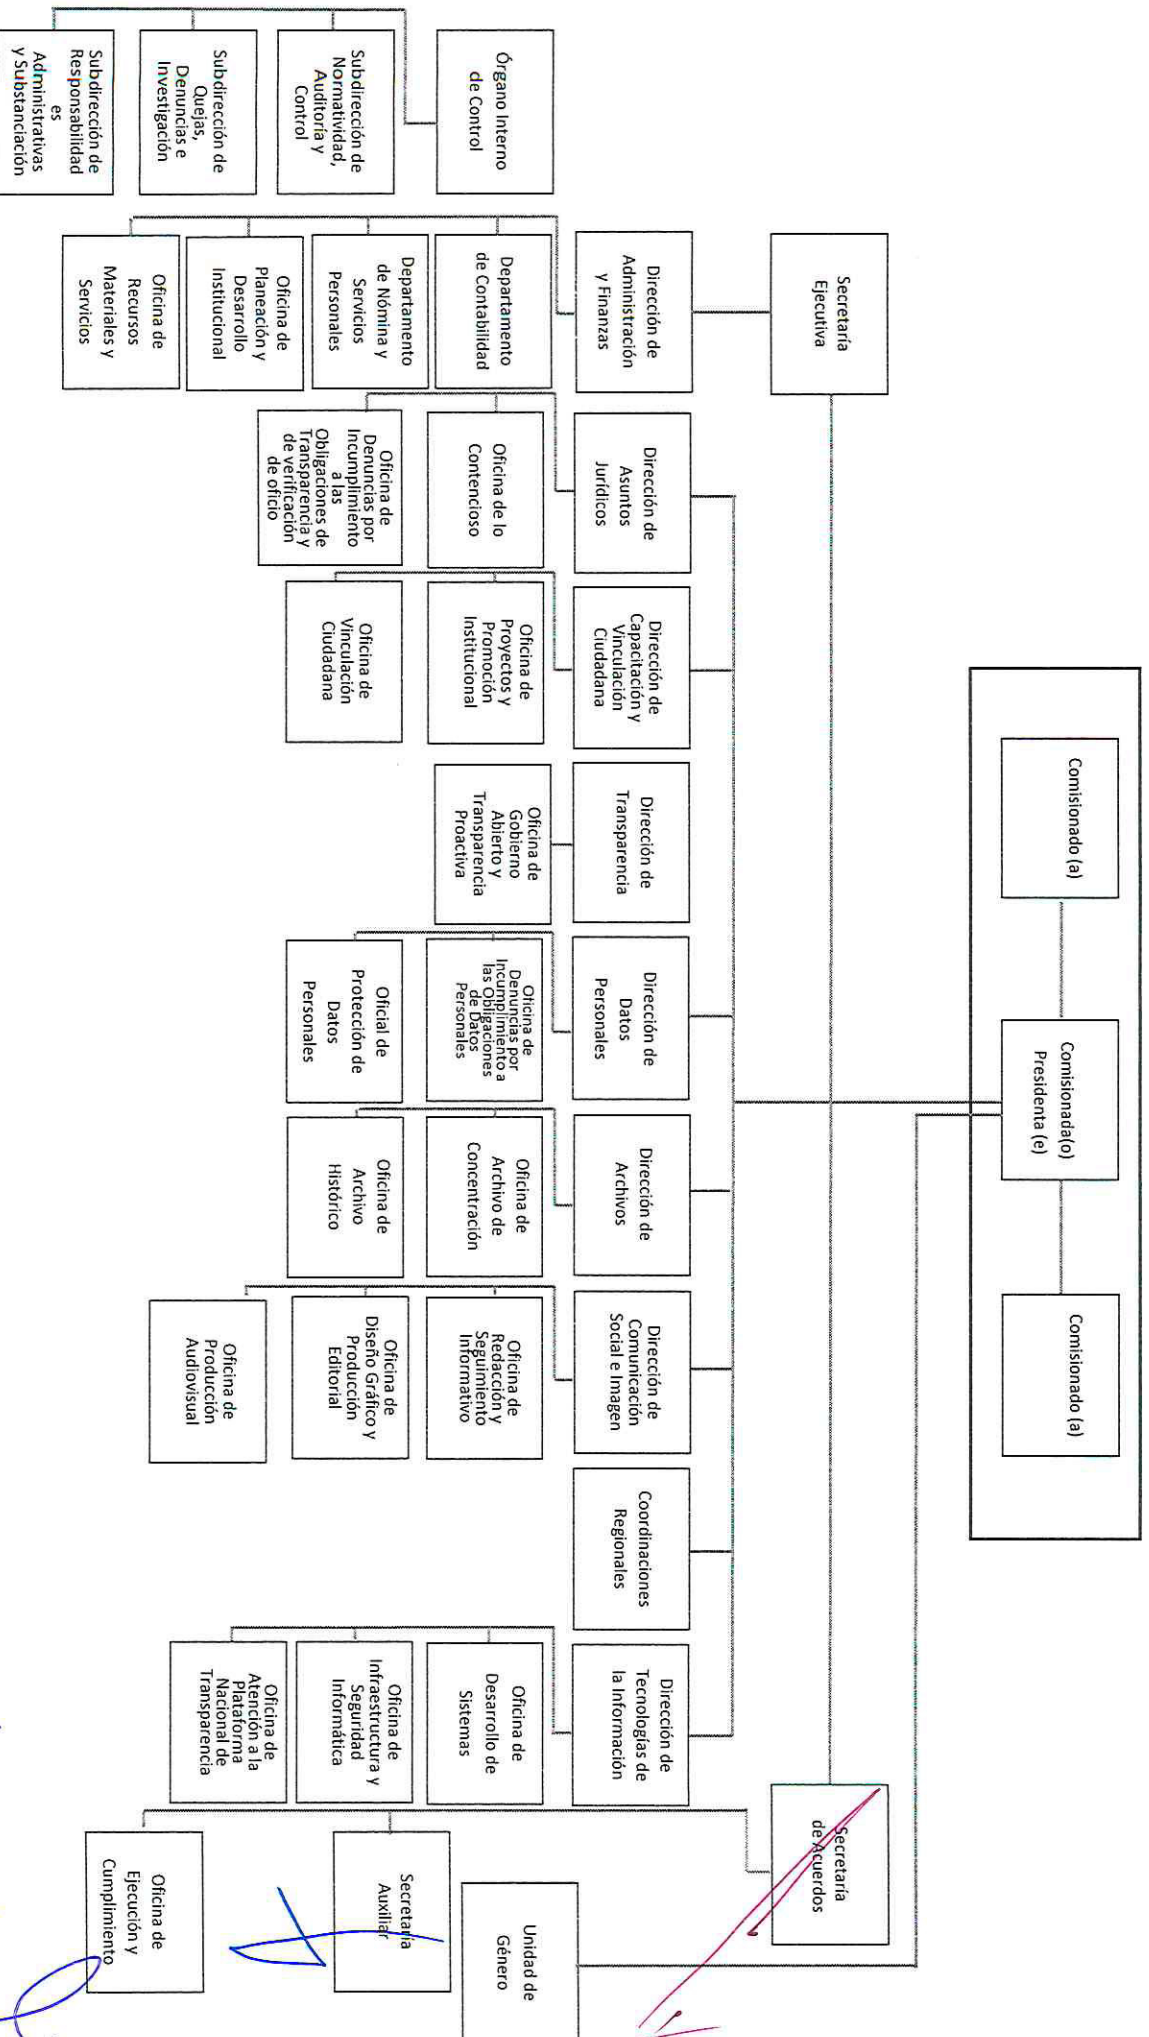 Comisionado (a)
Comisionada(o)
Presidenta (e)
Comisionado (a)
Secretaría
Ejecutiva
Secretaría
de Acuerdos
Órgano Interno
de Control
Subdirección de
Normatividad,
Auditoría y
Control
Subdirección de
Quejas,
Denuncias e
Investigación
Subdirección de
Responsabilidad
es
Administrativas
y Substanciación
Dirección de
Administración
y Finanzas
Departamento
de Contabilidad
Departamento
de Nómina y
Servicios
Personales
Oficina de
Planeación y
Desarrollo
Institucional
Oficina de
Recursos
Materiales y
Servicios
Dirección de
Asuntos
Jurídicos
Oficina de lo
Contencioso
Oficina de
Denuncias por
Incumplimiento
a las
Obligaciones de
Transparencia y
de verificación
de oficio
Dirección de
Capacitación y
Vinculación
Ciudadana
Oficina de
Proyectos y
Promoción
Institucional
Oficina de
Vinculación
Ciudadana
Dirección de
Transparencia
Oficina de
Gobierno
Abierto y
Transparencia
Proactiva
Dirección de
Datos
Personales
Oficina de
Denuncias por
Incumplimiento a
las Obligaciones
de Datos
Personales
Oficial de
Protección de
Datos
Personales
Dirección de
Archivos
Oficina de
Archivo de
Concentración
Oficina de
Archivo
Histórico
Dirección de
Comunicación
Social e Imagen
Oficina de
Redacción y
Seguimiento
Informativo
Oficina de
Diseño Gráfico y
Producción
Editorial
Oficina de
Producción
Audiovisual
Coordinaciones
Regionales
Dirección de
Tecnologías de
la Información
Oficina de
Desarrollo de
Sistemas
Oficina de
Infraestructura y
Seguridad
Informática
Oficina de
Atención a la
Plataforma
Nacional de
Transparencia
Secretaria
Auxiliar
Oficina de
Ejecución y
Cumplimiento
Unidad de
Género